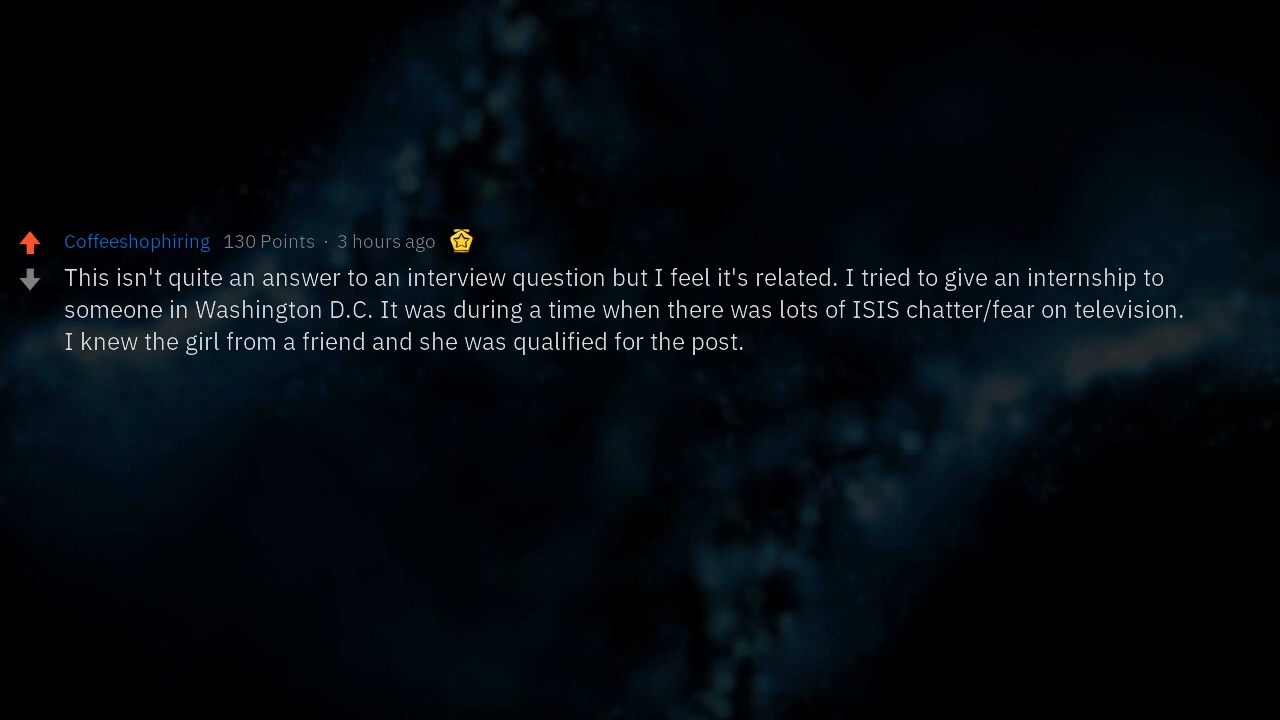 Coffeeshophiring 130 Points · 3 hours ago
This isn't quite an answer to an interview question but I feel it's related. I tried to give an internship to
someone in Washington D.C. It was during a time when there was lots of ISIS chatter/fear on television.
I knew the girl from a friend and she was qualified for the post.